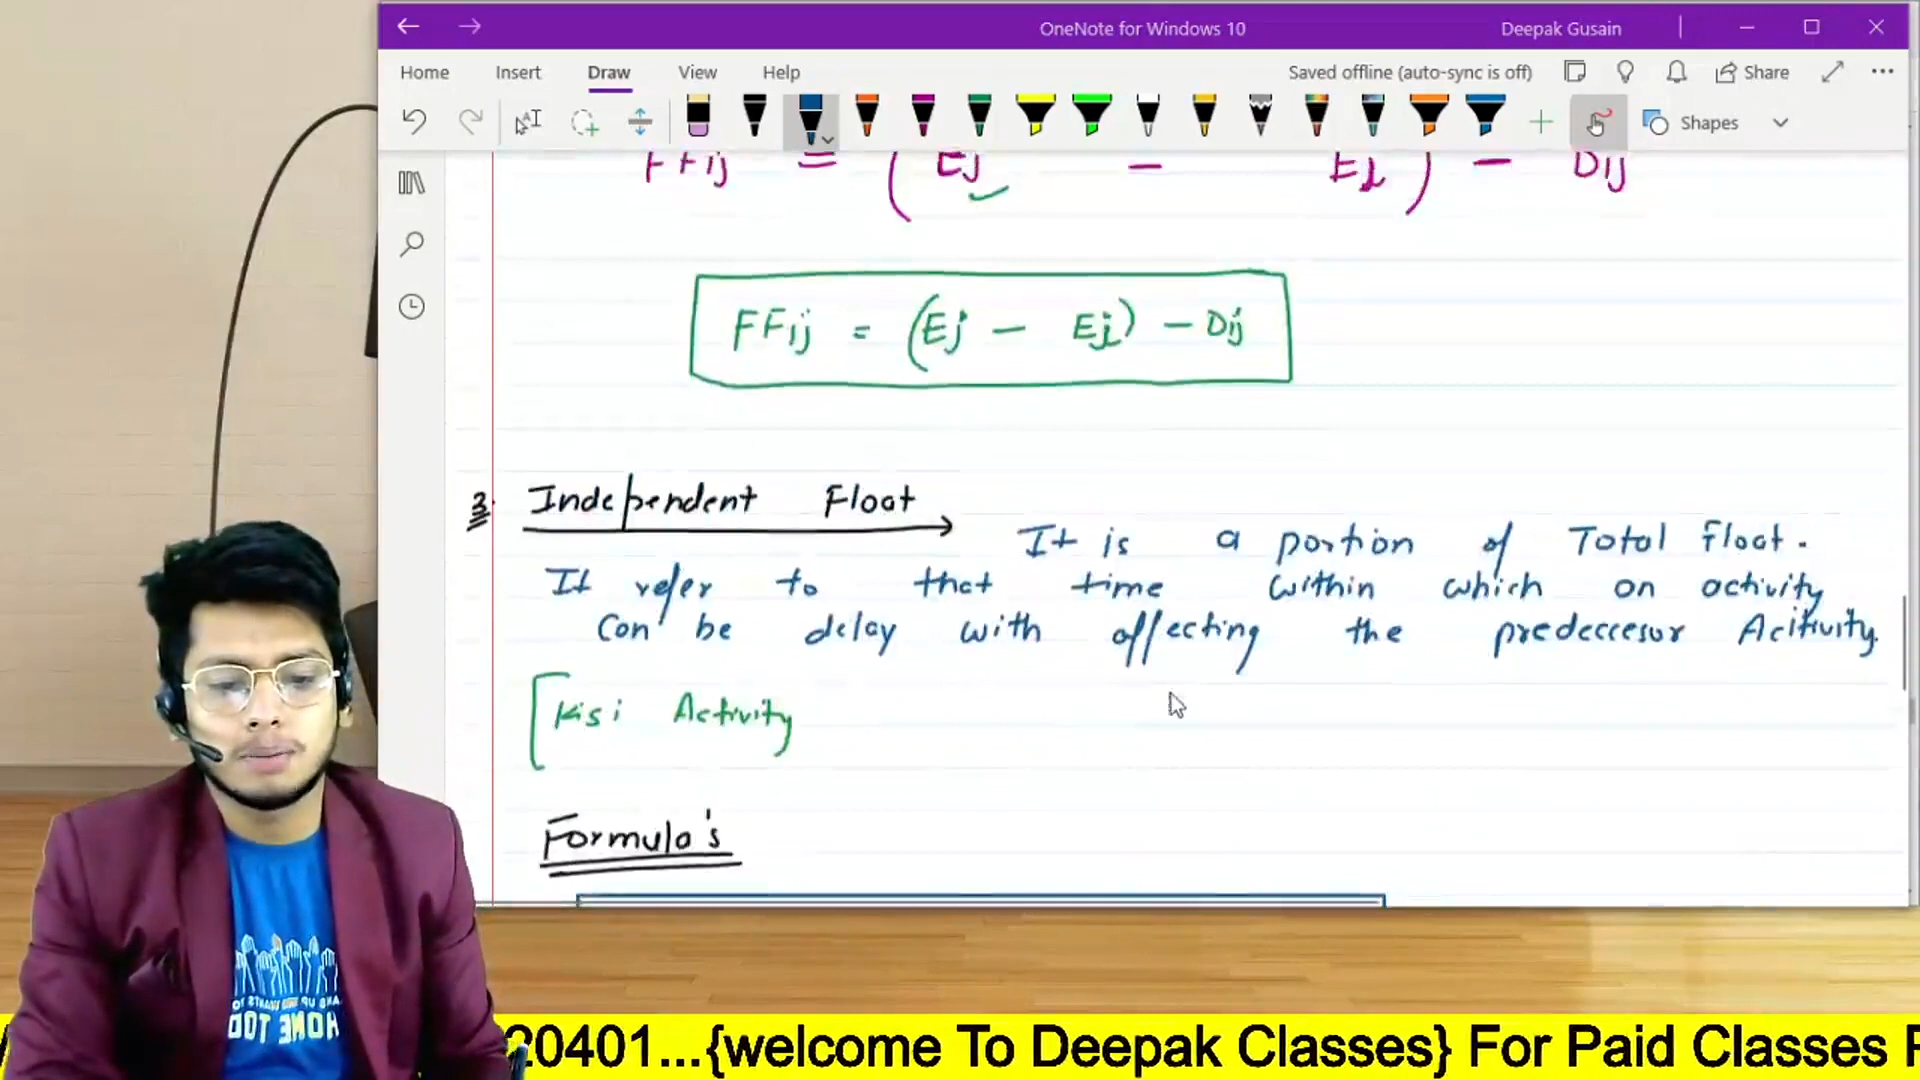 OneNote for Windows 10
Deepak Gusain
Home Insert Draw View Help
Saved offline (auto-sync is off)
Share
Shapes
FFij = (Ej - Ei) - Dij
FFij = (Ej - Ei) - Dij
3. Independent Float
It is a portion of Total Float.
It refer to that time within which an activity
Can be delay with affecting the predeccesor Acitivity.
Kisi Activity
Formula's
HOME TOO
20401...{welcome To Deepak Classes} For Paid Classes